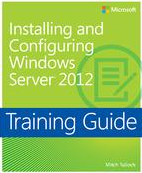 Microsoft
Installing and
Configuring
Windows
Server 2012
Training Guide
Mitch Tulloch